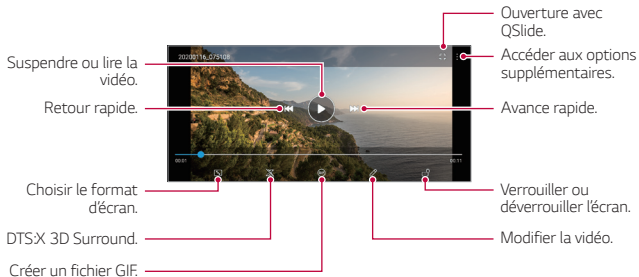 Ouverture avec
QSlide.
Accéder aux options
supplémentaires.
20200116_075108
Suspendre ou lire la
vidéo.
Retour rapide.
Avance rapide.
00:01
00:11
Choisir le format
d'écran.
Verrouiller ou
déverrouiller l'écran.
DTS:X 3D Surround.
Modifier la vidéo.
Créer un fichier GIF.